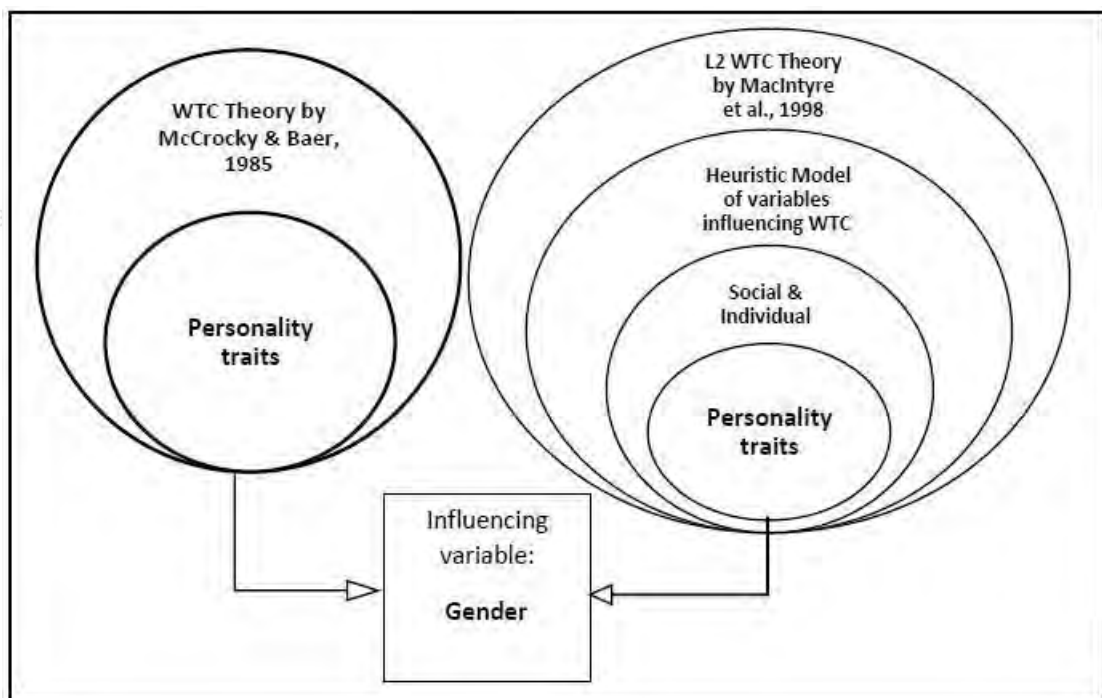 WTC Theory by
McCrocky & Baer,
1985
Personality
traits
L2 WTC Theory
by MacIntyre
et al., 1998
Heuristic Model
of variables
influencing WTC
Social &
Individual
Personality
traits
Influencing
variable:
Gender